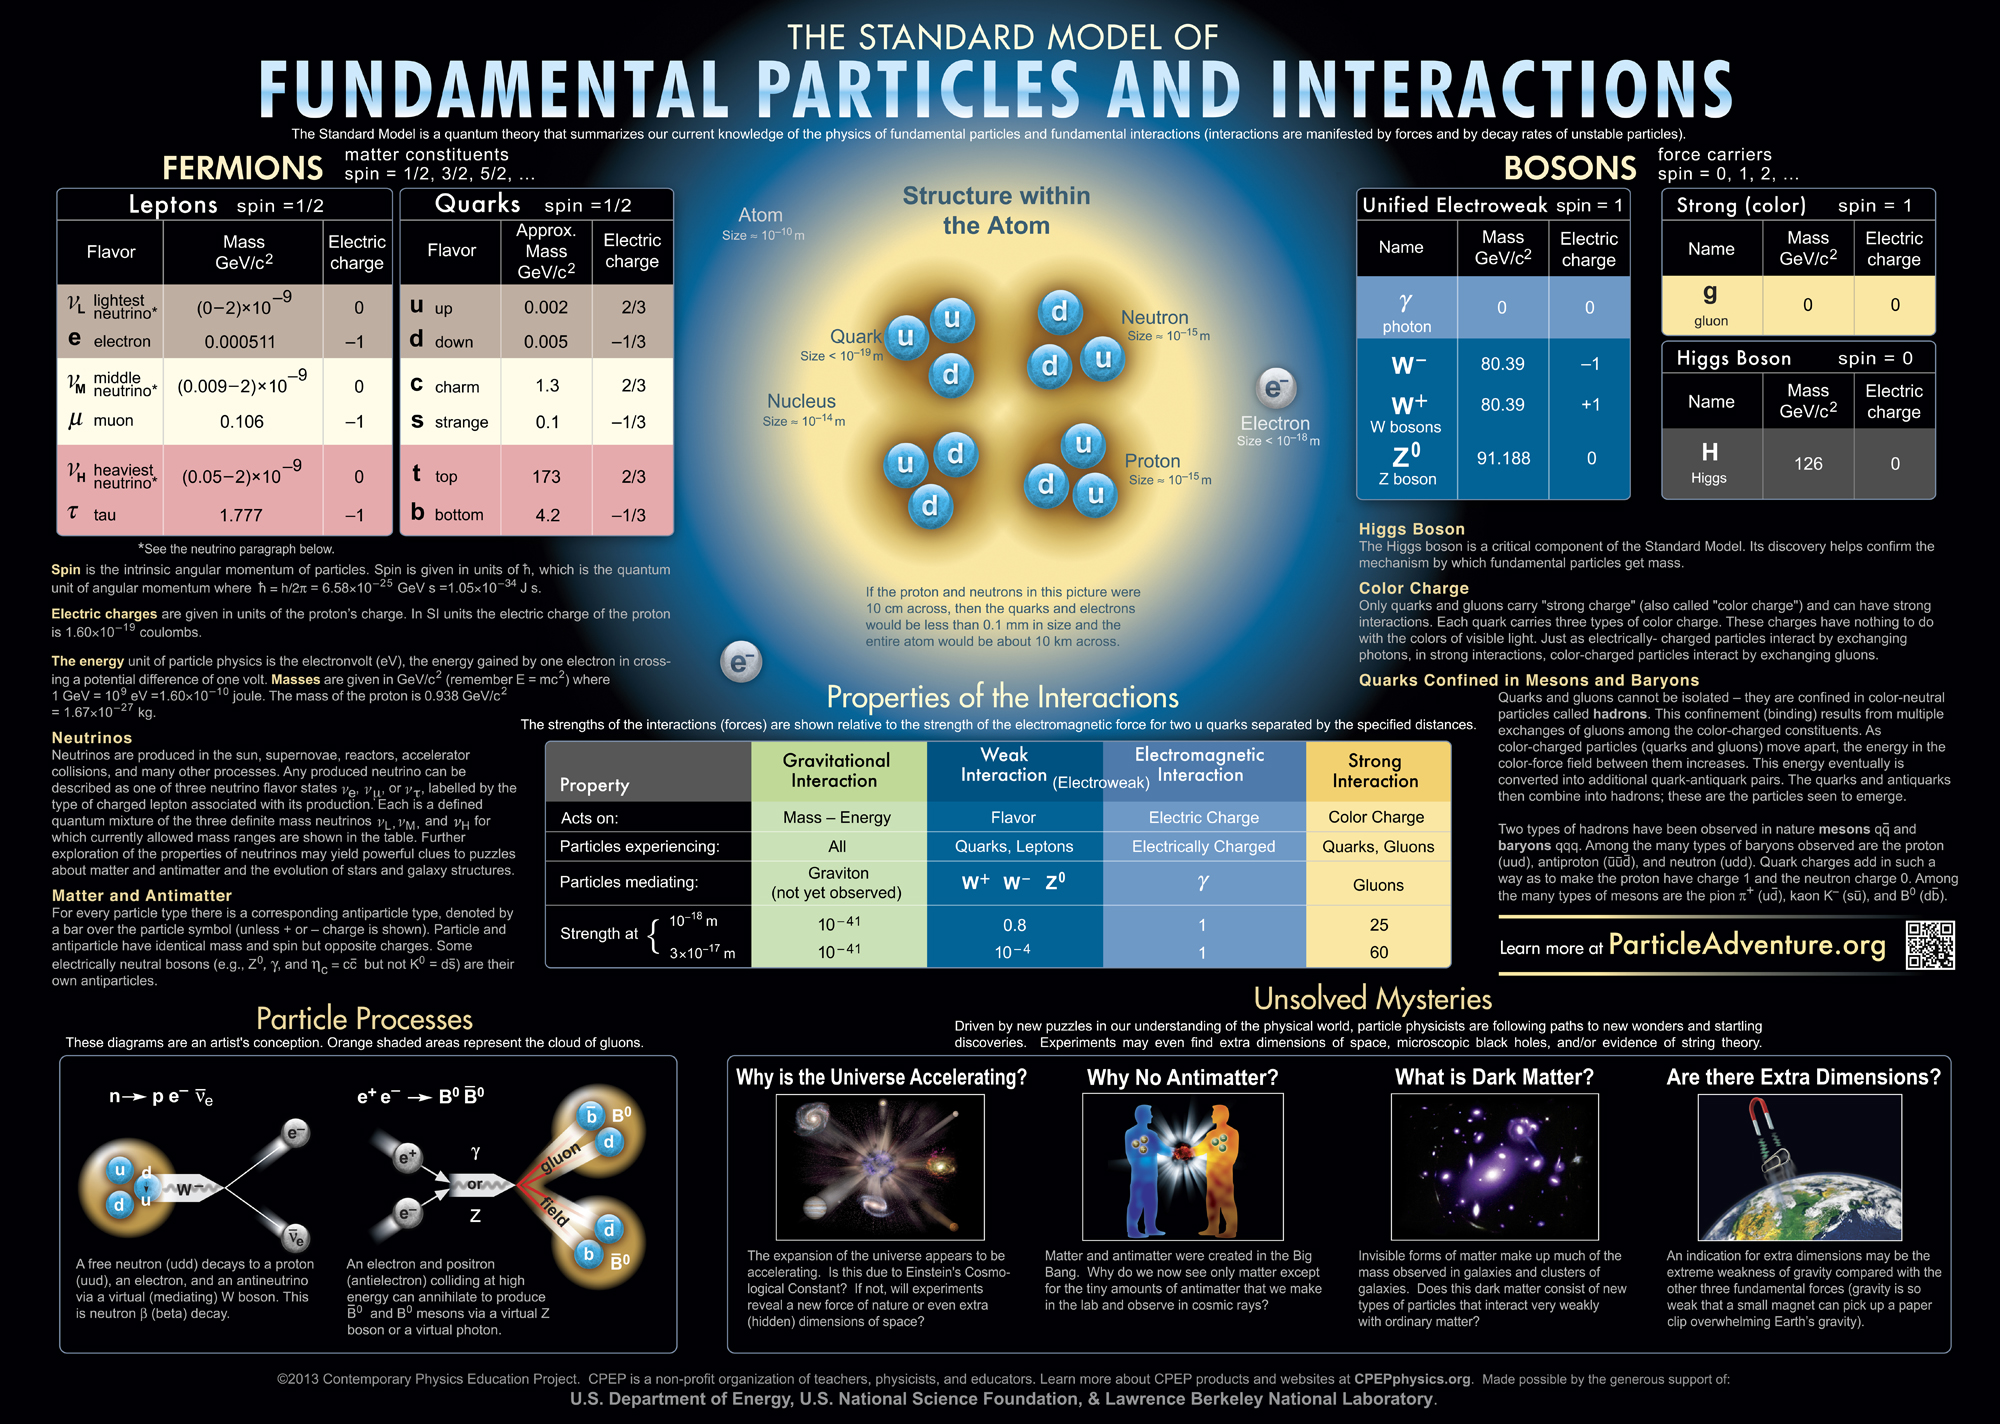 THE STANDARD MODEL OF
FUNDAMENTAL PARTICLES AND INTERACTIONS
The Standard Model is a quantum theory that summarizes our current knowledge of the physics of fundamental particles and fundamental interactions (interactions are manifested by forces and by decay rates of unstable particles).
FERMIONS
matter constituents
spin = 1/2, 3/2, 5/2, ...
Leptons spin =1/2
Flavor Mass GeV/c² Electric charge
νL lightest neutrino* (0–2)×10⁻⁹ 0
e electron 0.000511 –1
νM middle neutrino* (0.009–2)×10⁻⁹ 0
μ muon 0.106 –1
νH heaviest neutrino* (0.05–2)×10⁻⁹ 0
τ tau 1.777 –1
Quarks spin =1/2
Flavor Approx. Mass GeV/c² Electric charge
u up 0.002 2/3
d down 0.005 –1/3
c charm 1.3 2/3
s strange 0.1 –1/3
t top 173 2/3
b bottom 4.2 –1/3
*See the neutrino paragraph below.
Spin is the intrinsic angular momentum of particles. Spin is given in units of ħ, which is the quantum
unit of angular momentum where ħ = h/2π = 6.58×10⁻²⁵ GeV s =1.05×10⁻³⁴ J s.
Electric charges are given in units of the proton's charge. In SI units the electric charge of the proton
is 1.60×10⁻¹⁹ coulombs.
The energy unit of particle physics is the electronvolt (eV), the energy gained by one electron in cross-
ing a potential difference of one volt. Masses are given in GeV/c² (remember E = mc²) where
1 GeV = 10⁹ eV =1.60×10⁻¹⁰ joule. The mass of the proton is 0.938 GeV/c²
= 1.67×10⁻²⁷ kg.
Neutrinos
Neutrinos are produced in the sun, supernovae, reactors, accelerator
collisions, and many other processes. Any produced neutrino can be
described as one of three neutrino flavor states νe, νμ, or ντ, labelled by the
type of charged lepton associated with its production. Each is a defined
quantum mixture of the three definite mass neutrinos νL, νM, and νH for
which currently allowed mass ranges are shown in the table. Further
exploration of the properties of neutrinos may yield powerful clues to puzzles
about matter and antimatter and the evolution of stars and galaxy structures.
Matter and Antimatter
For every particle type there is a corresponding antiparticle type, denoted by
a bar over the particle symbol (unless + or – charge is shown). Particle and
antiparticle have identical mass and spin but opposite charges. Some
electrically neutral bosons (e.g., Z⁰, γ, and ηc = cc̄ but not K⁰ = ds̄) are their
own antiparticles.
Structure within
the Atom
Atom
Size ≈ 10⁻¹⁰ m
Quark
Size < 10⁻¹⁹ m
Nucleus
Size ≈ 10⁻¹⁴ m
Neutron
Size ≈ 10⁻¹⁵ m
Proton
Size ≈ 10⁻¹⁵ m
e⁻
Electron
Size < 10⁻¹⁸ m
u u d
d d u
u d d
u d u
e⁻
If the proton and neutrons in this picture were
10 cm across, then the quarks and electrons
would be less than 0.1 mm in size and the
entire atom would be about 10 km across.
BOSONS
force carriers
spin = 0, 1, 2, ...
Unified Electroweak spin = 1
Name Mass GeV/c² Electric charge
γ photon 0 0
W⁻ 80.39 –1
W⁺ 80.39 +1
W bosons
Z⁰ Z boson 91.188 0
Strong (color) spin = 1
Name Mass GeV/c² Electric charge
g gluon 0 0
Higgs Boson spin = 0
Name Mass GeV/c² Electric charge
H Higgs 126 0
Higgs Boson
The Higgs boson is a critical component of the Standard Model. Its discovery helps confirm the
mechanism by which fundamental particles get mass.
Color Charge
Only quarks and gluons carry "strong charge" (also called "color charge") and can have strong
interactions. Each quark carries three types of color charge. These charges have nothing to do
with the colors of visible light. Just as electrically- charged particles interact by exchanging
photons, in strong interactions, color-charged particles interact by exchanging gluons.
Quarks Confined in Mesons and Baryons
Quarks and gluons cannot be isolated – they are confined in color-neutral
particles called hadrons. This confinement (binding) results from multiple
exchanges of gluons among the color-charged constituents. As
color-charged particles (quarks and gluons) move apart, the energy in the
color-force field between them increases. This energy eventually is
converted into additional quark-antiquark pairs. The quarks and antiquarks
then combine into hadrons; these are the particles seen to emerge.
Two types of hadrons have been observed in nature mesons qq̄ and
baryons qqq. Among the many types of baryons observed are the proton
(uud), antiproton (ūūd̄), and neutron (udd). Quark charges add in such a
way as to make the proton have charge 1 and the neutron charge 0. Among
the many types of mesons are the pion π⁺ (ud̄), kaon K⁻ (sū), and B⁰ (db̄).
Learn more at ParticleAdventure.org
Properties of the Interactions
The strengths of the interactions (forces) are shown relative to the strength of the electromagnetic force for two u quarks separated by the specified distances.
Property Gravitational Interaction Weak Interaction (Electroweak) Electromagnetic Interaction Strong Interaction
Acts on: Mass – Energy Flavor Electric Charge Color Charge
Particles experiencing: All Quarks, Leptons Electrically Charged Quarks, Gluons
Particles mediating: Graviton (not yet observed) W⁺ W⁻ Z⁰ γ Gluons
Strength at { 10⁻¹⁸ m 10⁻⁴¹ 0.8 1 25
3×10⁻¹⁷ m 10⁻⁴¹ 10⁻⁴ 1 60
Particle Processes
These diagrams are an artist's conception. Orange shaded areas represent the cloud of gluons.
n→ p e⁻ ν̄e
u d d u W⁻ e⁻ ν̄e
A free neutron (udd) decays to a proton
(uud), an electron, and an antineutrino
via a virtual (mediating) W boson. This
is neutron β (beta) decay.
e⁺ e⁻ → B⁰ B̄⁰
e⁺ e⁻ γ or Z gluon field b̄ d B⁰ d̄ b B̄⁰
An electron and positron
(antielectron) colliding at high
energy can annihilate to produce
B̄⁰ and B⁰ mesons via a virtual Z
boson or a virtual photon.
Unsolved Mysteries
Driven by new puzzles in our understanding of the physical world, particle physicists are following paths to new wonders and startling
discoveries. Experiments may even find extra dimensions of space, microscopic black holes, and/or evidence of string theory.
Why is the Universe Accelerating?
The expansion of the universe appears to be
accelerating. Is this due to Einstein's Cosmo-
logical Constant? If not, will experiments
reveal a new force of nature or even extra
(hidden) dimensions of space?
Why No Antimatter?
Matter and antimatter were created in the Big
Bang. Why do we now see only matter except
for the tiny amounts of antimatter that we make
in the lab and observe in cosmic rays?
What is Dark Matter?
Invisible forms of matter make up much of the
mass observed in galaxies and clusters of
galaxies. Does this dark matter consist of new
types of particles that interact very weakly
with ordinary matter?
Are there Extra Dimensions?
An indication for extra dimensions may be the
extreme weakness of gravity compared with the
other three fundamental forces (gravity is so
weak that a small magnet can pick up a paper
clip overwhelming Earth's gravity).
©2013 Contemporary Physics Education Project. CPEP is a non-profit organization of teachers, physicists, and educators. Learn more about CPEP products and websites at CPEPphysics.org. Made possible by the generous support of:
U.S. Department of Energy, U.S. National Science Foundation, & Lawrence Berkeley National Laboratory.